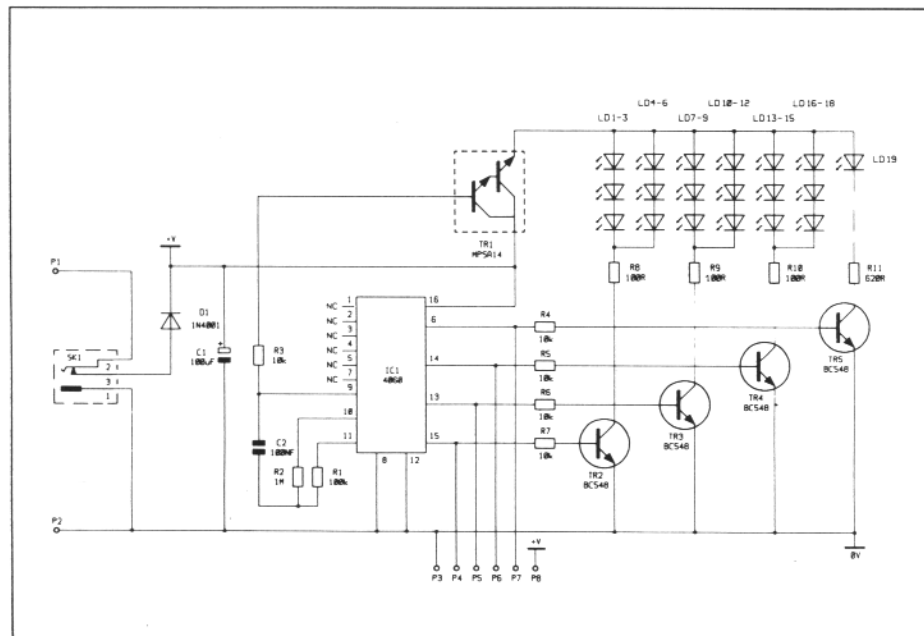 LD4-6 LD10-12 LD16-18
LD1-3 LD7-9 LD13-15
LD19
TR1
MPSA14
+V
P1
R8
100R
R9
100R
R10
100R
R11
620R
D1
1N4001
1 16
NC
2 6
NC
3
NC
4
NC
5 14
NC
7
NC
9 13
10
11 15
8 12
IC1
4060
R4
10k
R5
10k
R6
10k
R7
10k
TR5
BC548
TR4
BC548
TR3
BC548
TR2
BC548
SK1
2
3
1
C1
+
100uF
R3
10k
C2
100NF
R2
1M
R1
100k
P2
+V
0V
P3 P4 P5 P6 P7 P8